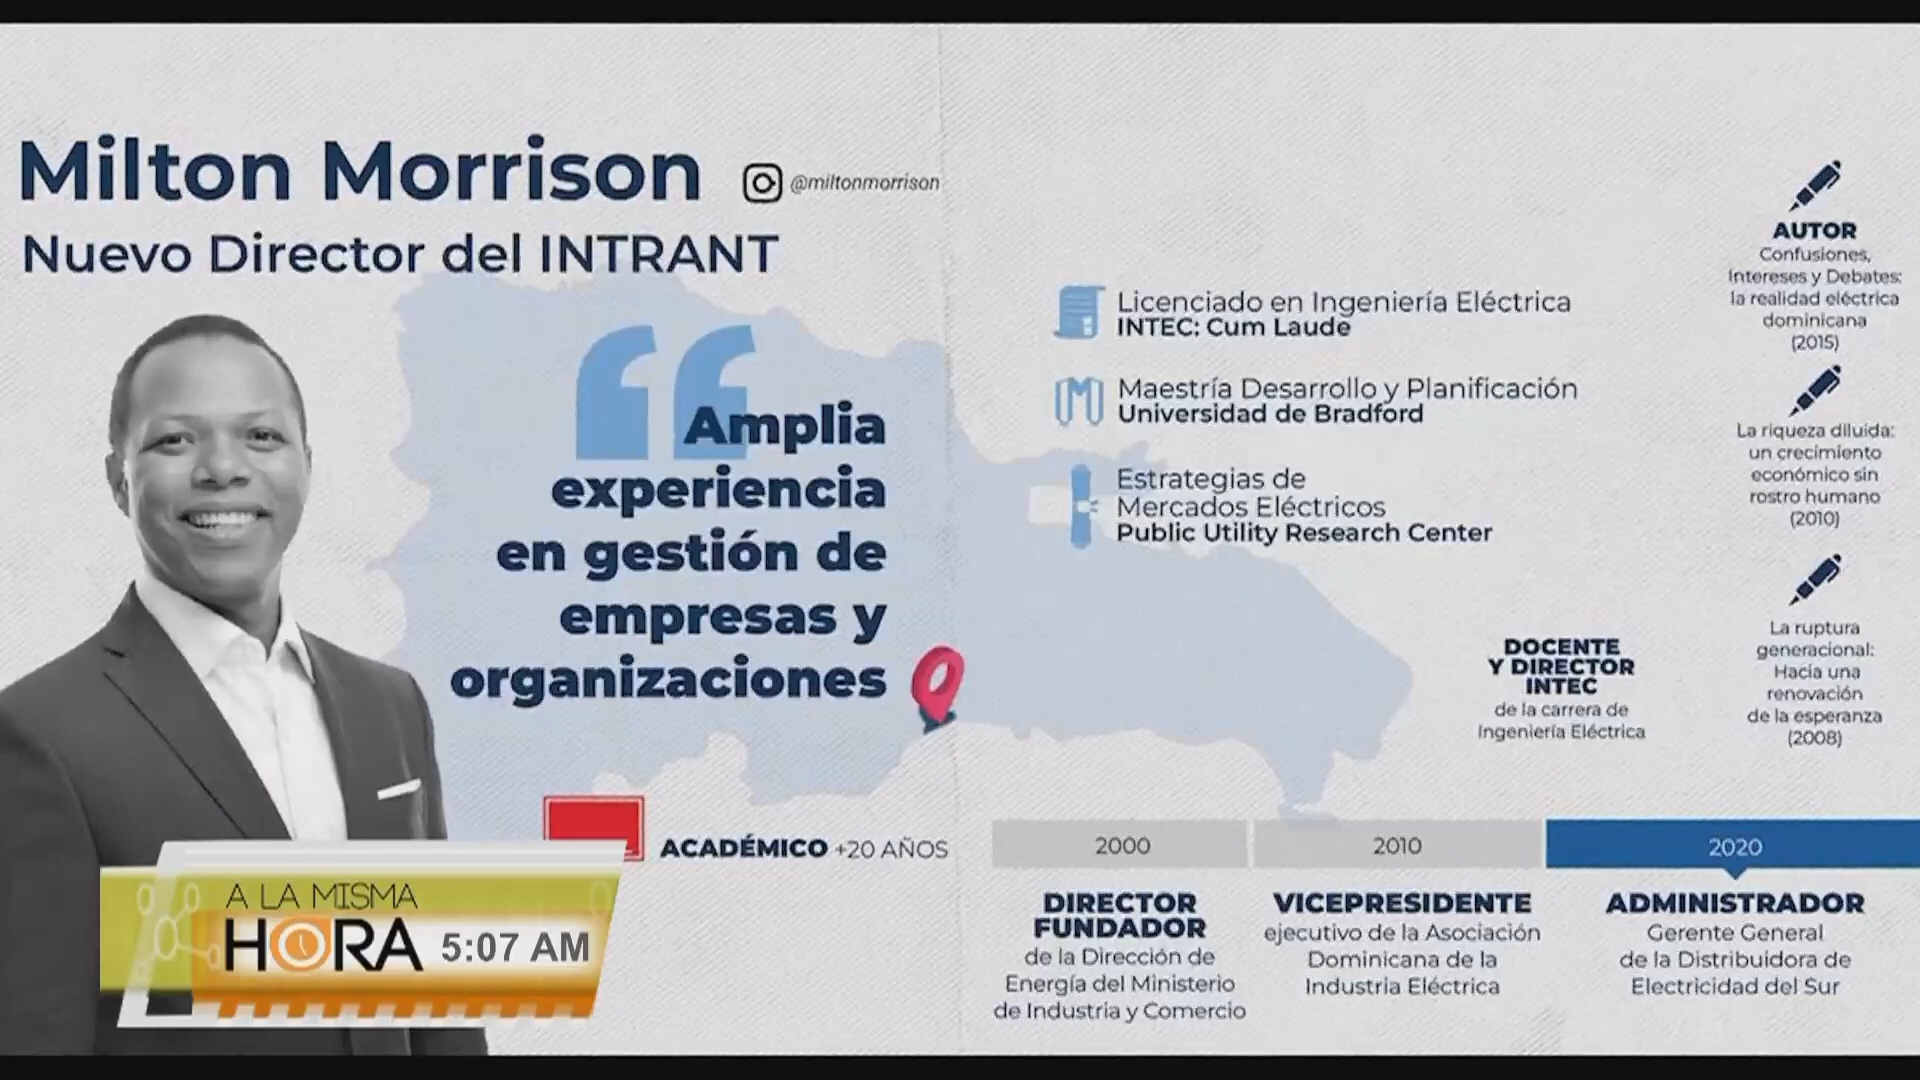 Milton Morrison
@miltonmorrison
Nuevo Director del INTRANT
“Amplia
experiencia
en gestión de
empresas y
organizaciones
Licenciado en Ingeniería Eléctrica
INTEC: Cum Laude
Maestría Desarrollo y Planificación
Universidad de Bradford
Estrategias de
Mercados Eléctricos
Public Utility Research Center
AUTOR
Confusiones,
Intereses y Debates:
la realidad eléctrica
dominicana
(2015)
La riqueza diluida:
un crecimiento
económico sin
rostro humano
(2010)
La ruptura
generacional:
Hacia una
renovación
de la esperanza
(2008)
DOCENTE
Y DIRECTOR
INTEC
de la carrera de
Ingeniería Eléctrica
ACADÉMICO +20 AÑOS
2000
DIRECTOR
FUNDADOR
de la Dirección de
Energía del Ministerio
de Industria y Comercio
2010
VICEPRESIDENTE
ejecutivo de la Asociación
Dominicana de la
Industria Eléctrica
2020
ADMINISTRADOR
Gerente General
de la Distribuidora de
Electricidad del Sur
A LA MISMA
HORA 5:07 AM